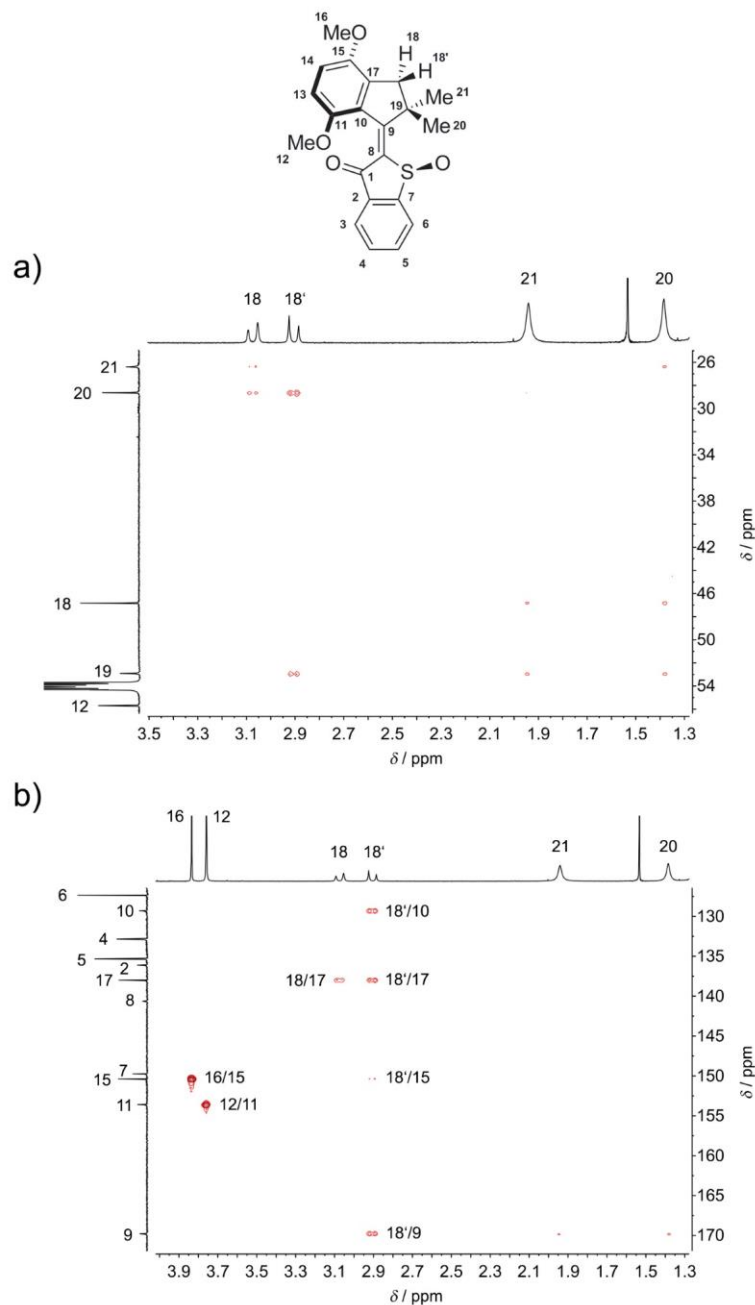 16
MeO
18
H
18'
H
15
14
17
21
Me
13
19
10
Me
20
11
9
MeO
12
8
O
S
O
1
2
7
3
6
4
5
a)
18 18' 21 20
21
20
18
19
12
26
30
34
38
42
46
50
54
δ / ppm
3.5 3.3 3.1 2.9 2.7 2.5 2.3 2.1 1.9 1.7 1.5 1.3
δ / ppm
b)
16 12 18 18' 21 20
6
10 18'/10
4
5
2
17 18/17 18'/17
8
7
15 16/15 18'/15
11 12/11
9 18'/9
130
135
140
145
150
155
160
165
170
δ / ppm
3.9 3.7 3.5 3.3 3.1 2.9 2.7 2.5 2.3 2.1 1.9 1.7 1.5 1.3
δ / ppm